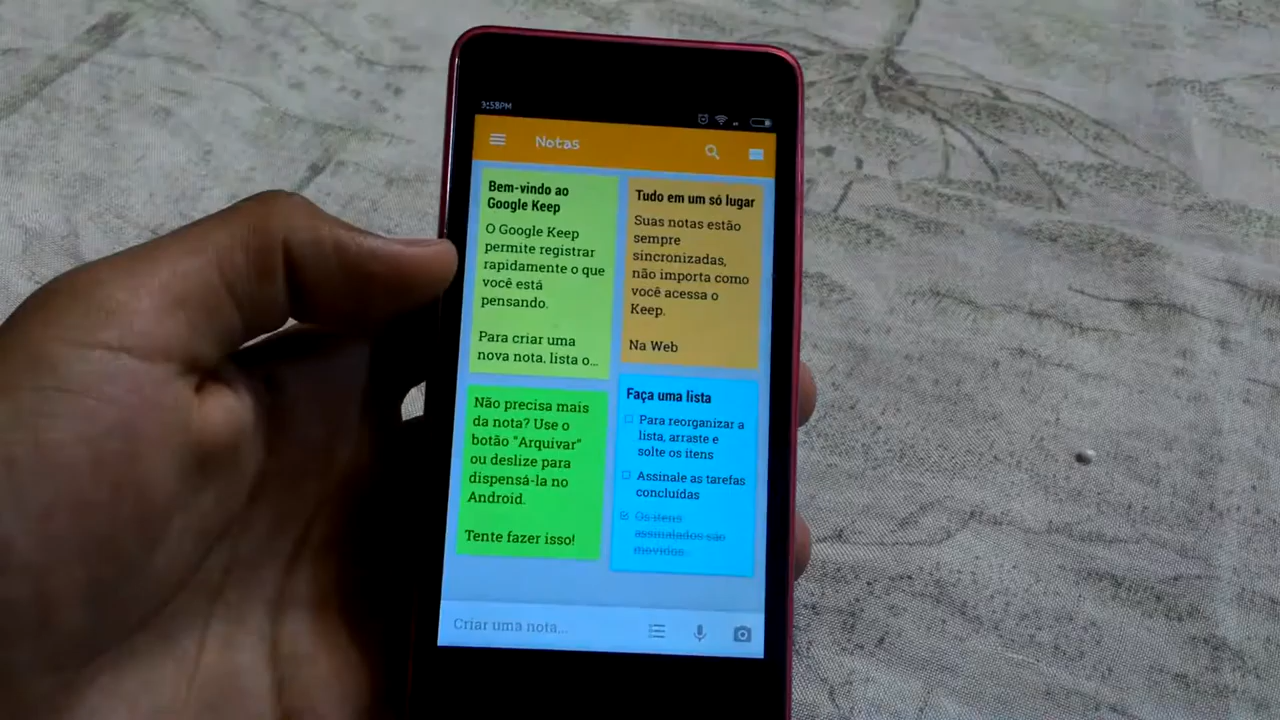 3:58PM
Notas
Bem-vindo ao
Google Keep
O Google Keep
permite registrar
rapidamente o que
você está
pensando.
Para criar uma
nova nota, lista o...
Tudo em um só lugar
Suas notas estão
sempre
sincronizadas,
não importa como
você acessa o
Keep.
Na Web
Não precisa mais
da nota? Use o
botão "Arquivar"
ou deslize para
dispensá-la no
Android.
Tente fazer isso!
Faça uma lista
Para reorganizar a
lista, arraste e
solte os itens
Assinale as tarefas
concluídas
Os itens
assinalados são
movidos
Criar uma nota...